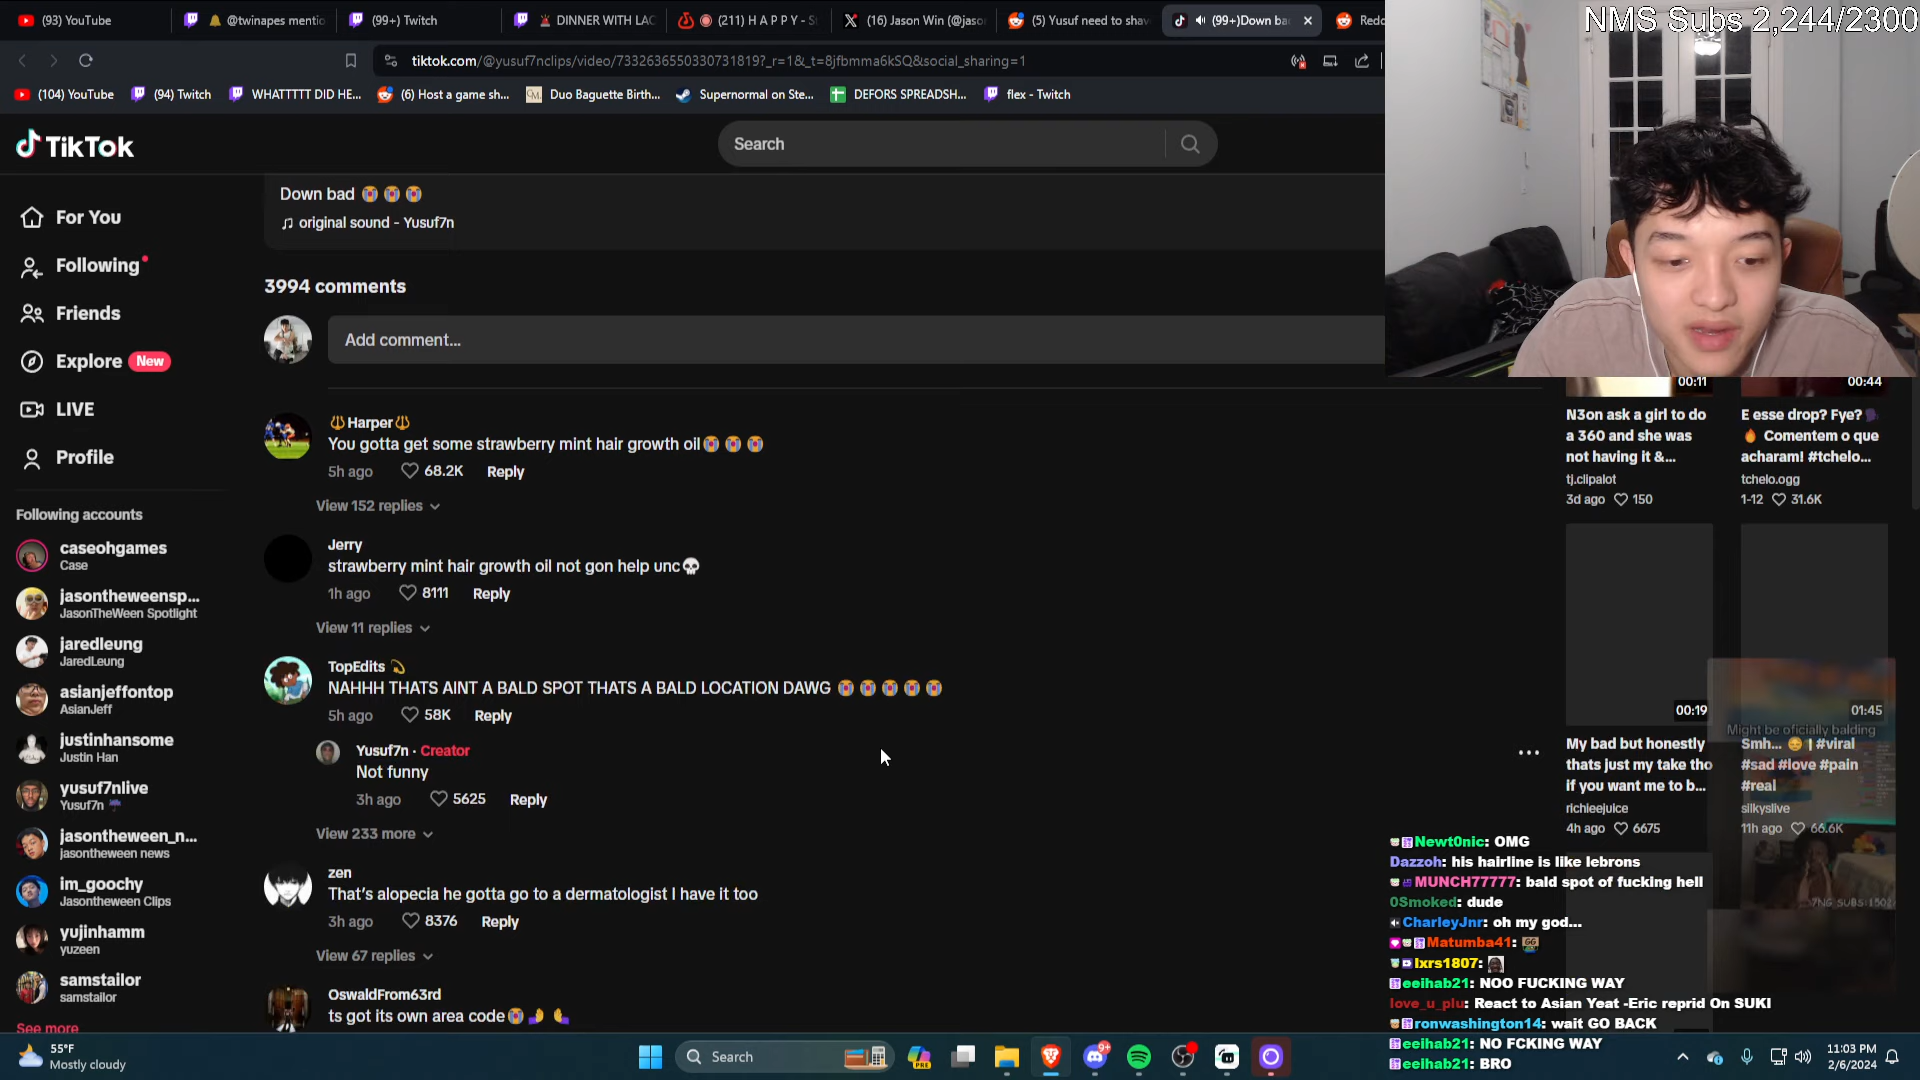 (93) YouTube
@twinapes mentio
(99+) Twitch
DINNER WITH LAC
(211) H A P P Y - S
(16) Jason Win (@jaso
(5) Yusuf need to shav
(99+)Down ba
Redd
NMS Subs 2,244/2300
tiktok.com/@yusuf7nclips/video/7332636550330731819?_r=1&_t=8jfbmma6kSQ&social_sharing=1
(104) YouTube
(94) Twitch
WHATTTTT DID HE...
(6) Host a game sh...
Duo Baguette Birth...
Supernormal on Ste...
DEFORS SPREADSH...
flex - Twitch
TikTok
Search
For You
Following
Friends
Explore New
LIVE
Profile
Following accounts
caseohgames
Case
jasontheweensp...
JasonTheWeen Spotlight
jaredleung
JaredLeung
asianjeffontop
AsianJeff
justinhansome
Justin Han
yusuf7nlive
Yusuf7n
jasontheween_n...
jasontheween news
im_goochy
Jasontheween Clips
yujinhamm
yuzeen
samstailor
samstailor
See more
Down bad 😭😭😭
♫ original sound - Yusuf7n
3994 comments
Add comment...
🔱Harper🔱
You gotta get some strawberry mint hair growth oil😭😭😭
5h ago 68.2K Reply
View 152 replies
Jerry
strawberry mint hair growth oil not gon help unc💀
1h ago 8111 Reply
View 11 replies
TopEdits 💫
NAHHH THATS AINT A BALD SPOT THATS A BALD LOCATION DAWG 😭😭😭😭😭
5h ago 58K Reply
Yusuf7n · Creator
Not funny
3h ago 5625 Reply
View 233 more
zen
That's alopecia he gotta go to a dermatologist I have it too
3h ago 8376 Reply
View 67 replies
OswaldFrom63rd
ts got its own area code😭
00:11
N3on ask a girl to do
a 360 and she was
not having it &...
tj.clipalot
3d ago 150
00:44
E esse drop? Fye?
🔥 Comentem o que
acharam! #tchelo...
tchelo.ogg
1-12 31.6K
00:19
My bad but honestly
thats just my take tho
if you want me to b...
richieejuice
4h ago 6675
01:45
Might be oficially balding
Smh... | #viral
#sad #love #pain
#real
silkyslive
11h ago 66.6K
Newt0nic: OMG
Dazzoh: his hairline is like lebrons
MUNCH77777: bald spot of fucking hell
0Smoked: dude
CharleyJnr: oh my god...
Matumba41:
lxrs1807:
eeihab21: NOO FUCKING WAY
love_u_plu: React to Asian Yeat -Eric reprid On SUKI
ronwashington14: wait GO BACK
eeihab21: NO FCKING WAY
eeihab21: BRO
55°F
Mostly cloudy
Search
11:03 PM
2/6/2024